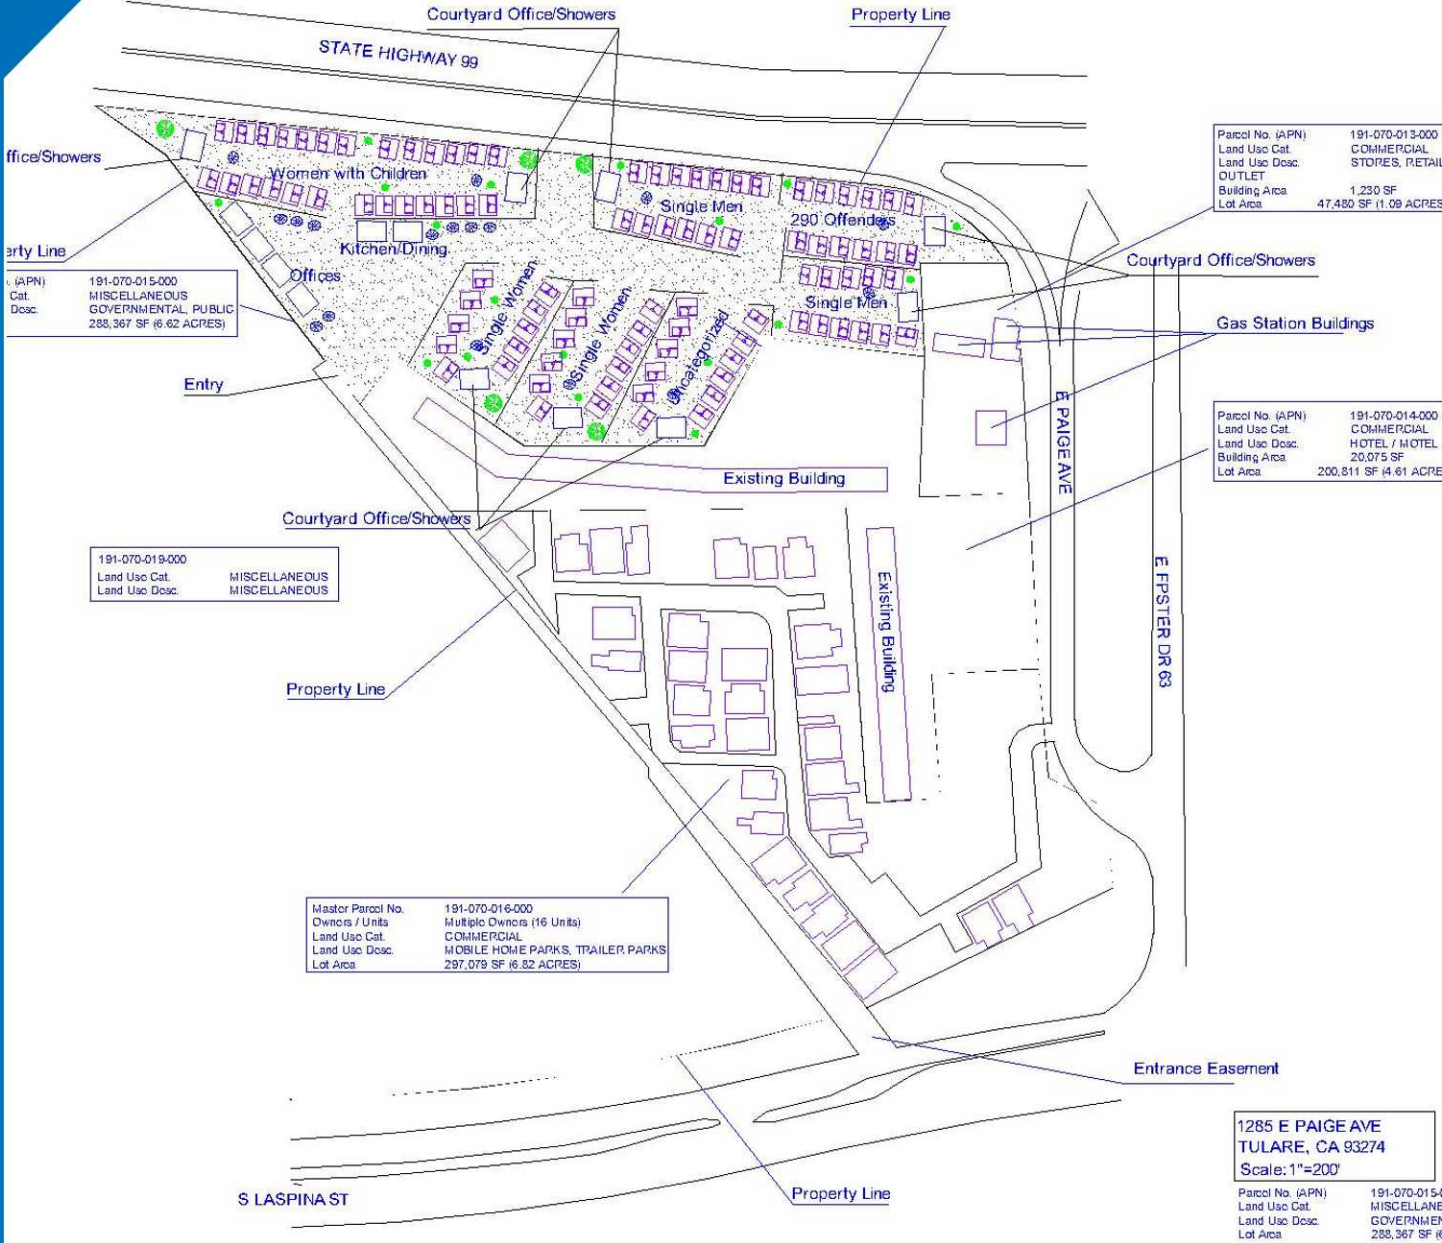 Courtyard Office/Showers
Property Line
STATE HIGHWAY 99
ffice/Showers
Women with Children
Single Men
290 Offenders
Kitchen/Dining
erty Line
Offices
(APN) 191-070-015-000
Cat. MISCELLANEOUS
Desc. GOVERNMENTAL, PUBLIC
288,367 SF (6.62 ACRES)
Parcel No. (APN) 191-070-013-000
Land Use Cat. COMMERCIAL
Land Use Desc. STORES, RETAIL
OUTLET
Building Area 1,230 SF
Lot Area 47,480 SF (1.09 ACRES
Courtyard Office/Showers
Single Women
Single Women
Uncategorized
Single Men
Gas Station Buildings
Entry
E PAIGE AVE
Parcel No. (APN) 191-070-014-000
Land Use Cat. COMMERCIAL
Land Use Desc. HOTEL / MOTEL
Building Area 20,075 SF
Lot Area 200,811 SF (4.61 ACRE
Existing Building
Courtyard Office/Showers
191-070-019-000
Land Use Cat. MISCELLANEOUS
Land Use Desc. MISCELLANEOUS
Existing Building
E FPSTER DR 63
Property Line
Master Parcel No. 191-070-016-000
Owners / Units Multiple Owners (16 Units)
Land Use Cat. COMMERCIAL
Land Use Desc. MOBILE HOME PARKS, TRAILER PARKS
Lot Area 297,079 SF (6.82 ACRES)
Entrance Easement
S LASPINA ST
Property Line
1285 E PAIGE AVE
TULARE, CA 93274
Scale: 1"=200'
Parcel No. (APN) 191-070-015-
Land Use Cat. MISCELLANE
Land Use Desc. GOVERNMEN
Lot Area 288,367 SF (6